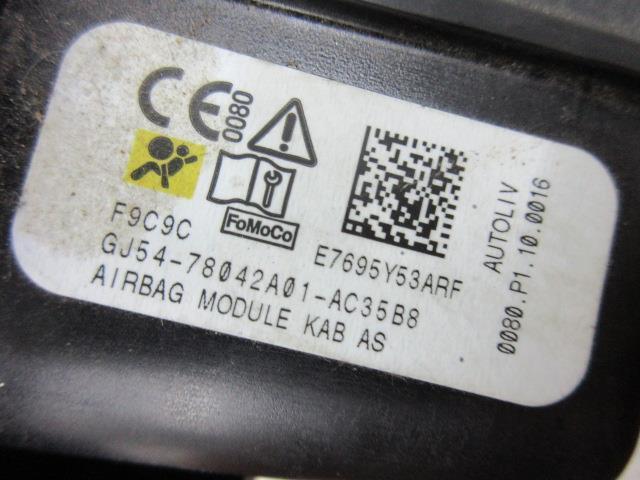 CE 0080
FoMoCo
F9C9C
E7695Y53ARF
GJ54-78042A01-AC35B8
AIRBAG MODULE KAB AS
AUTOLIV
0080.P1.10.0016